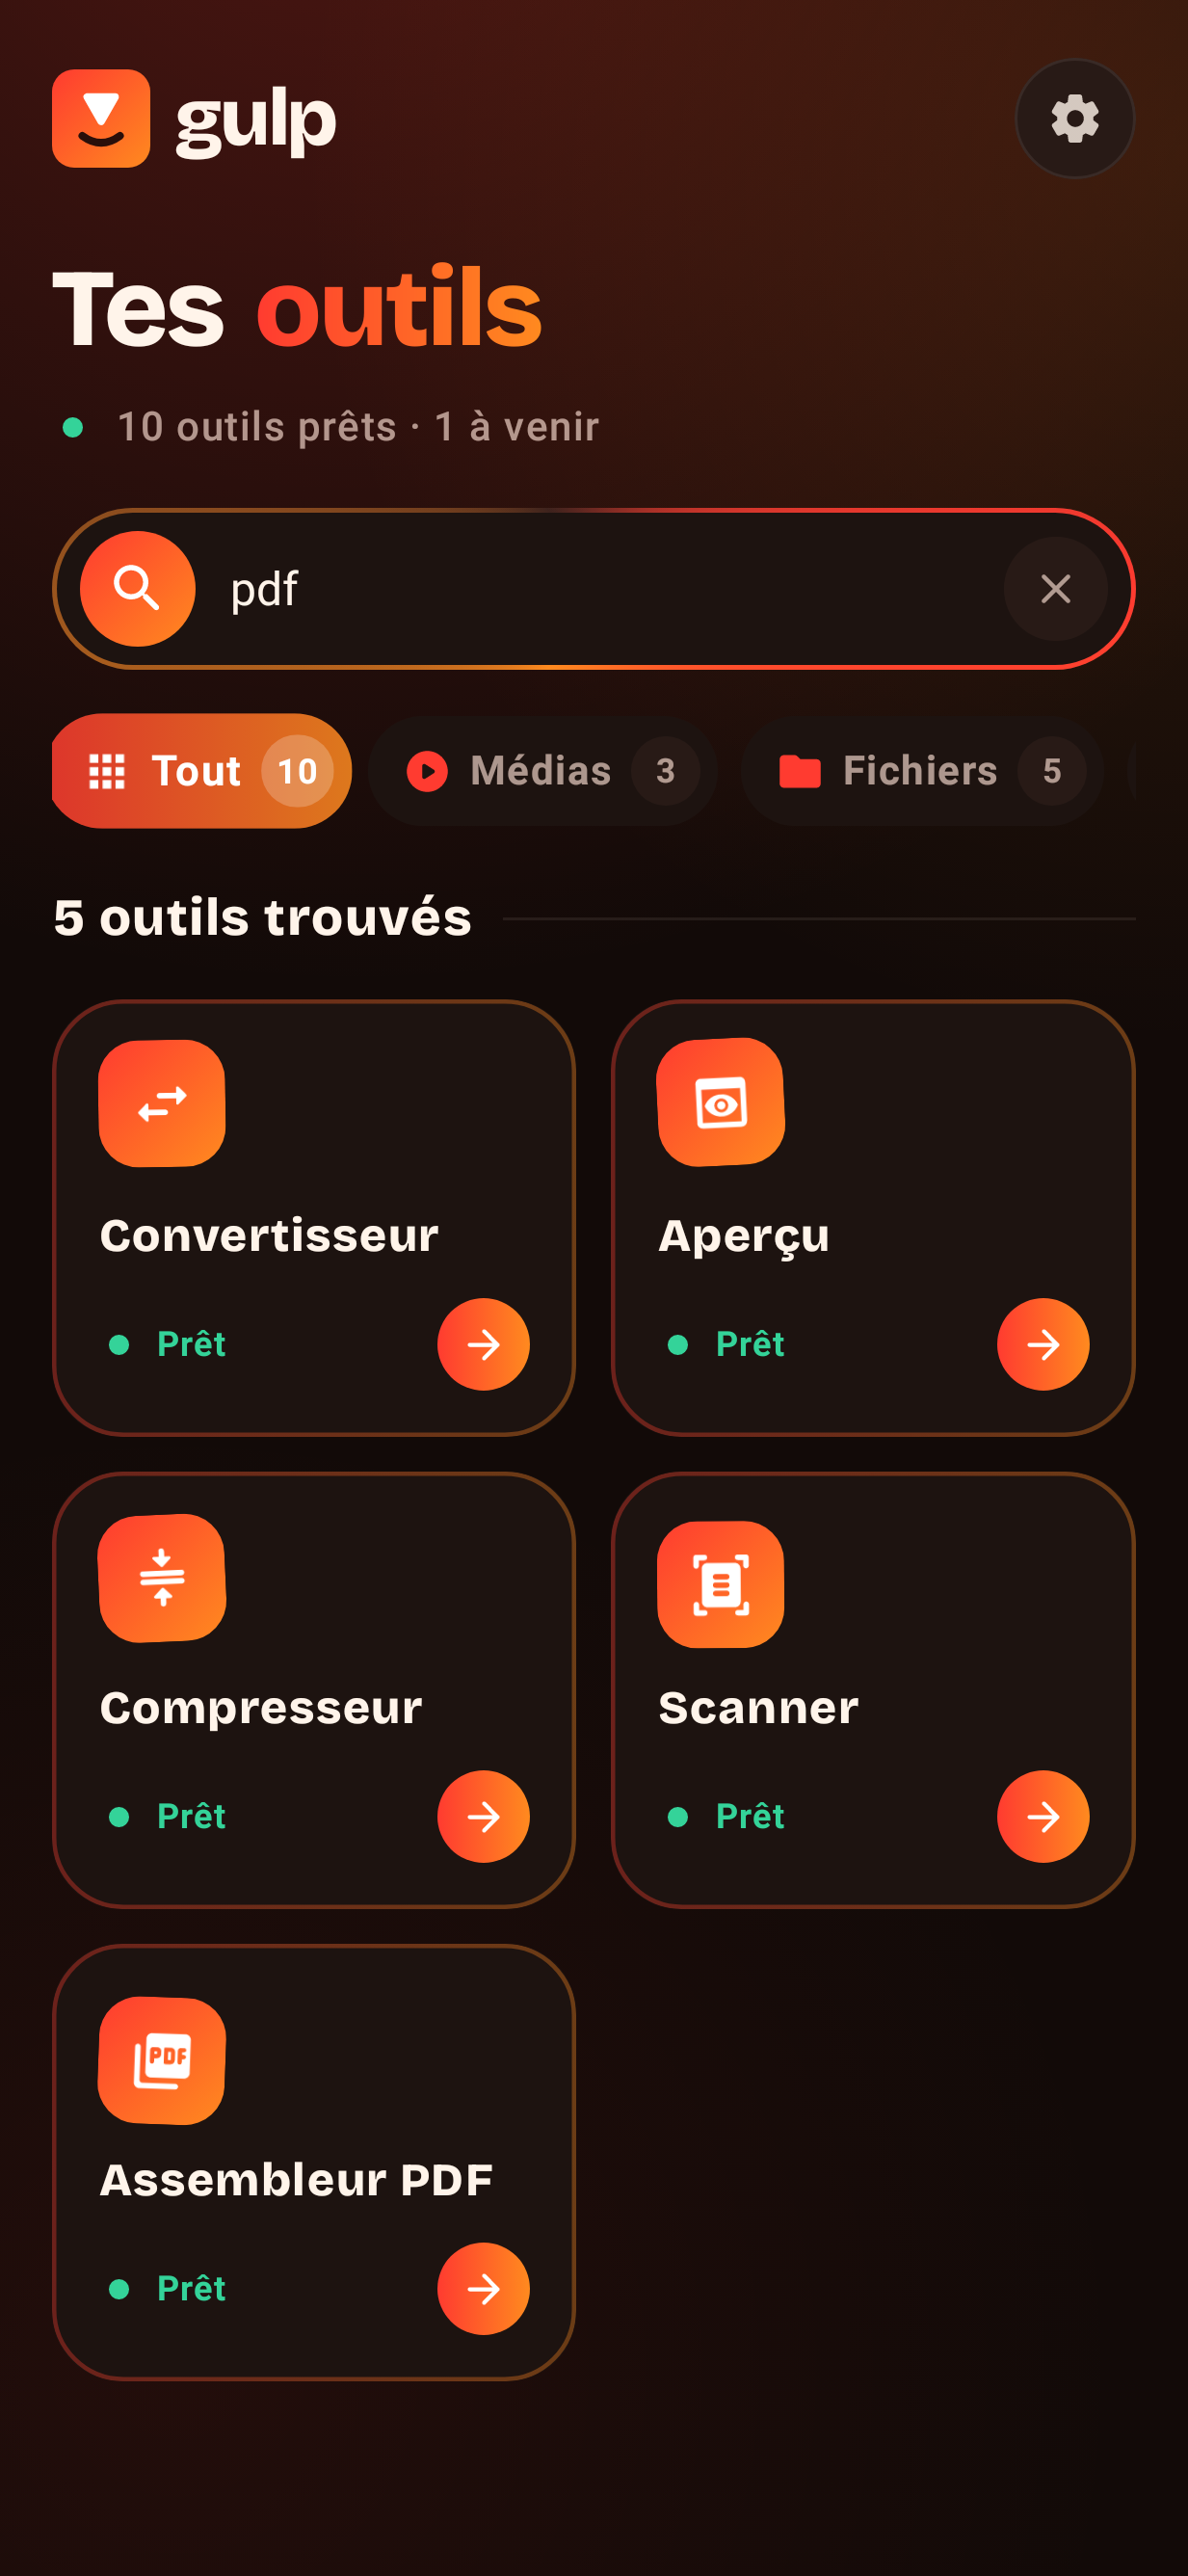 gulp
Tes outils
10 outils prêts · 1 à venir
pdf
Tout 10 Médias 3 Fichiers 5
5 outils trouvés
Convertisseur
Prêt
Aperçu
Prêt
Compresseur
Prêt
Scanner
Prêt
PDF
Assembleur PDF
Prêt